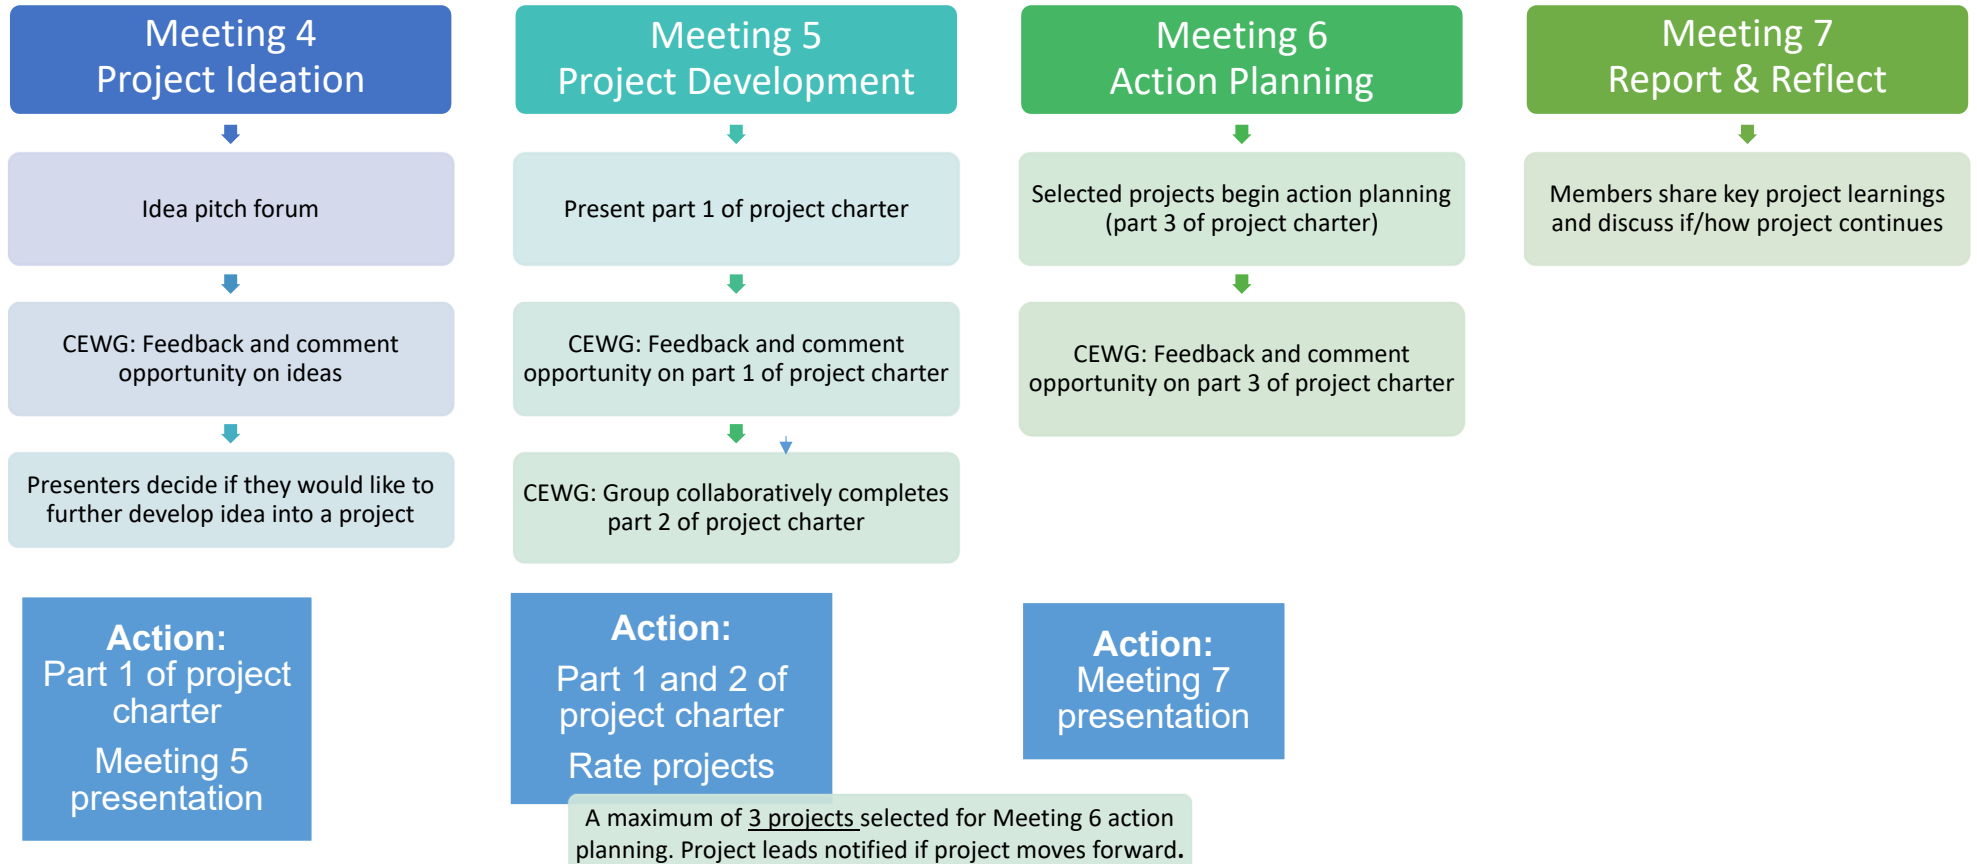 Meeting 4
Project Ideation
Idea pitch forum
CEWG: Feedback and comment
opportunity on ideas
Presenters decide if they would like to
further develop idea into a project
Action:
Part 1 of project
charter
Meeting 5
presentation
Meeting 5
Project Development
Present part 1 of project charter
CEWG: Feedback and comment
opportunity on part 1 of project charter
CEWG: Group collaboratively completes
part 2 of project charter
Action:
Part 1 and 2 of
project charter
Rate projects
A maximum of 3 projects selected for Meeting 6 action
planning. Project leads notified if project moves forward.
Meeting 6
Action Planning
Selected projects begin action planning
(part 3 of project charter)
CEWG: Feedback and comment
opportunity on part 3 of project charter
Action:
Meeting 7
presentation
Meeting 7
Report & Reflect
Members share key project learnings
and discuss if/how project continues